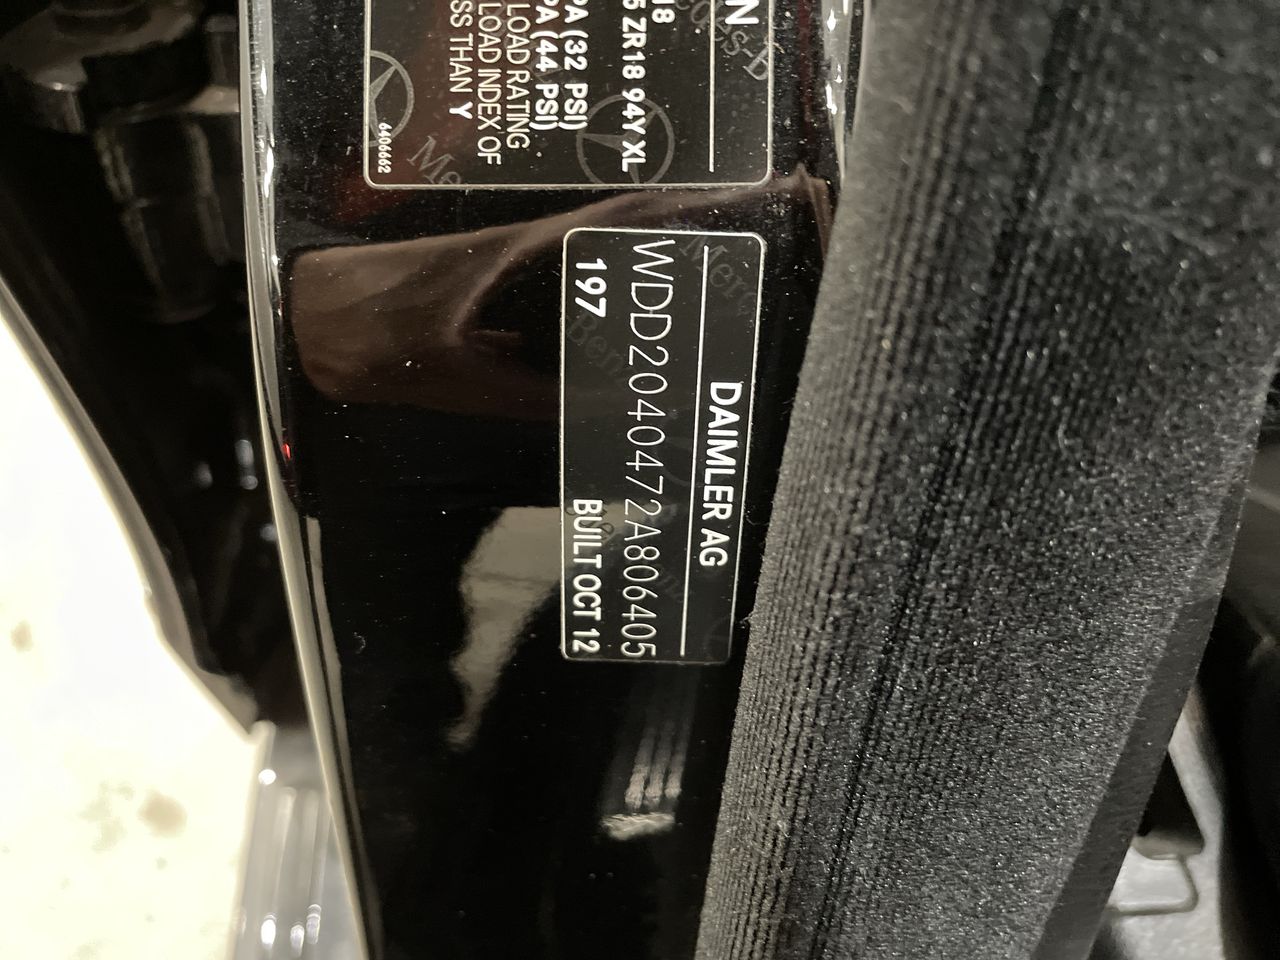 N
18
5 ZR18 94Y XL
PA (32 PSI)
PA (44 PSI)
LOAD RATING
LOAD INDEX OF
SS THAN Y
6406662
DAIMLER AG
WDD2040472A806405
197 BUILT OCT 12